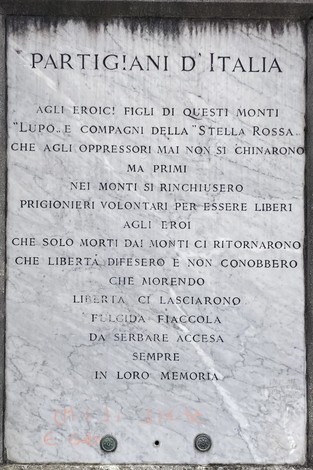 PARTIGIANI D'ITALIA
AGLI EROICI FIGLI DI QUESTI MONTI
"LUPO„ E COMPAGNI DELLA "STELLA ROSSA„
CHE AGLI OPPRESSORI MAI NON SI CHINARONO
MA PRIMI
NEI MONTI SI RINCHIUSERO
PRIGIONIERI VOLONTARI PER ESSERE LIBERI
AGLI EROI
CHE SOLO MORTI DAI MONTI CI RITORNARONO
CHE LIBERTÀ DIFESERO E NON CONOBBERO
CHE MORENDO
LIBERTÀ CI LASCIARONO
FULGIDA FIACCOLA
DA SERBARE ACCESA
SEMPRE
IN LORO MEMORIA